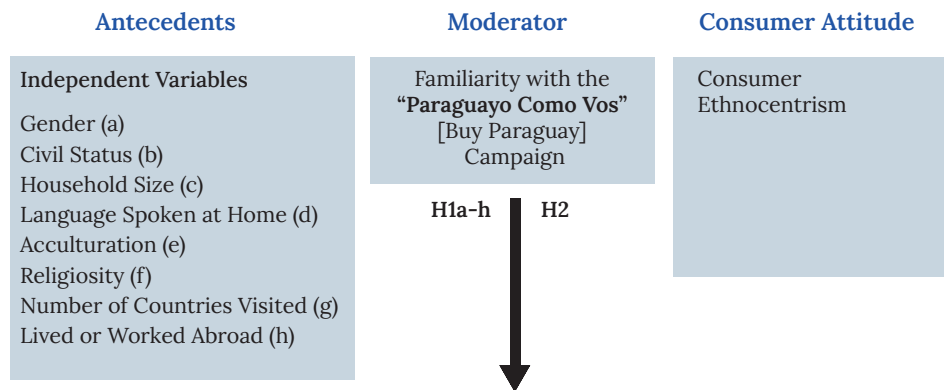 Antecedents
Independent Variables
Gender (a)
Civil Status (b)
Household Size (c)
Language Spoken at Home (d)
Acculturation (e)
Religiosity (f)
Number of Countries Visited (g)
Lived or Worked Abroad (h)
Moderator
Familiarity with the
“Paraguayo Como Vos”
[Buy Paraguay]
Campaign
H1a-h H2
Consumer Attitude
Consumer
Ethnocentrism